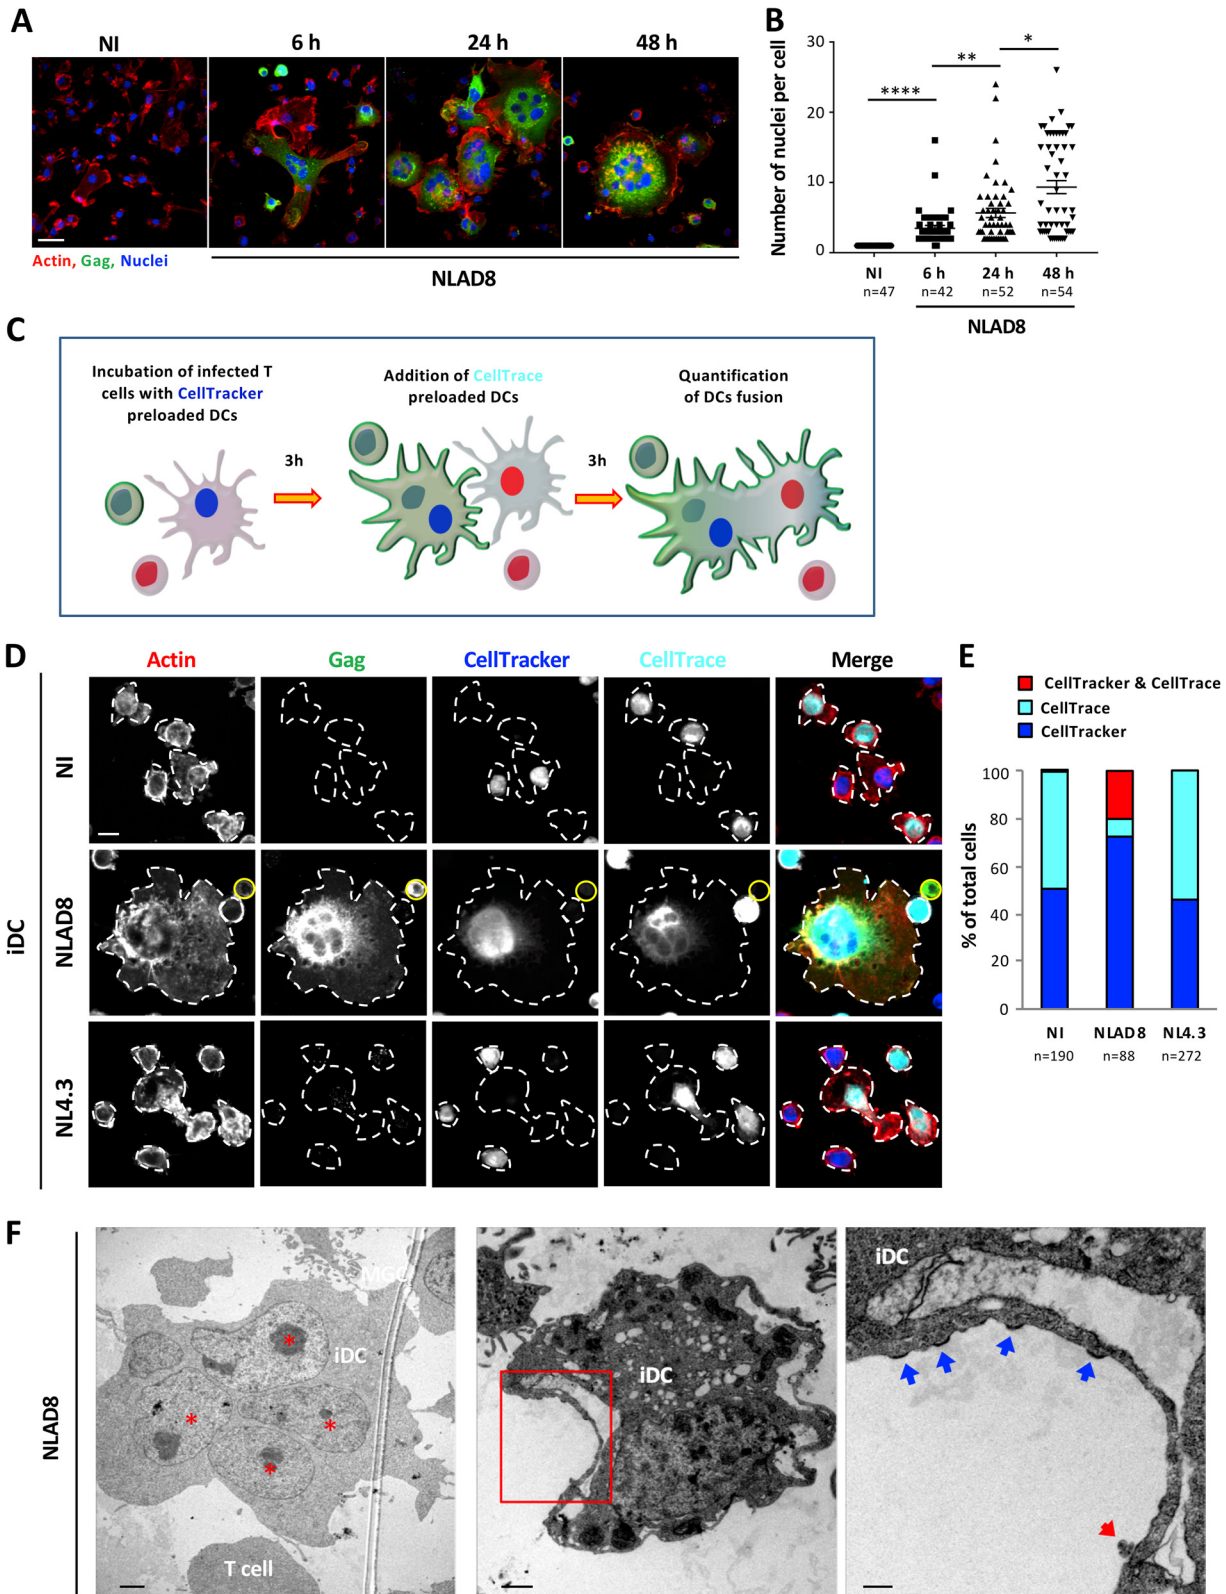 A
NI
6 h
24 h
48 h
Actin, Gag, Nuclei
NLAD8
B
Number of nuclei per cell
30
20
10
0
****
**
*
NI
6 h
24 h
48 h
n=47
n=42
n=52
n=54
NLAD8
C
Incubation of infected T
cells with CellTracker
preloaded DCs
3h
Addition of CellTrace
preloaded DCs
3h
Quantification
of DCs fusion
D
Actin
Gag
CellTracker
CellTrace
Merge
iDC
NI
NLAD8
NL4.3
E
CellTracker & CellTrace
CellTrace
CellTracker
% of total cells
100
80
60
40
20
0
NI
NLAD8
NL4.3
n=190
n=88
n=272
F
NLAD8
MGC
iDC
*
*
*
*
T cell
iDC
iDC